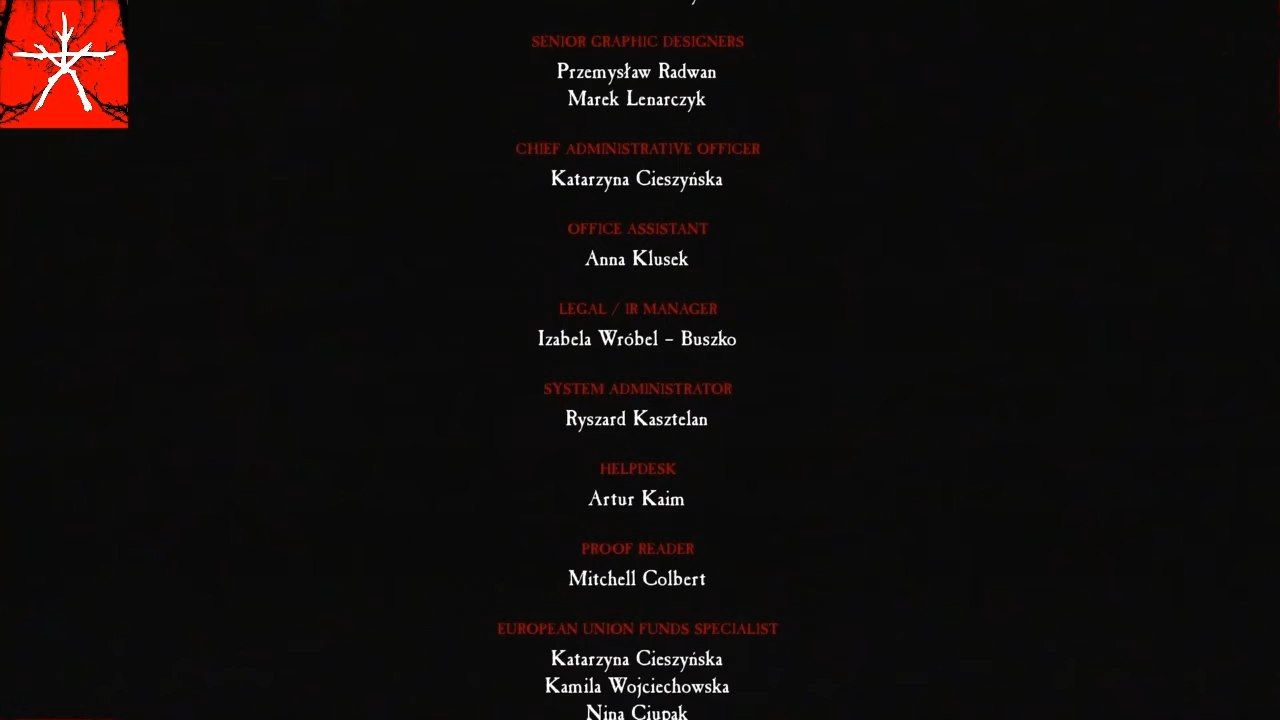 SENIOR GRAPHIC DESIGNERS
Przemysław Radwan
Marek Lenarczyk
CHIEF ADMINISTRATIVE OFFICER
Katarzyna Cieszyńska
OFFICE ASSISTANT
Anna Klusek
LEGAL / IR MANAGER
Izabela Wróbel – Buszko
SYSTEM ADMINISTRATOR
Ryszard Kasztelan
HELPDESK
Artur Kaim
PROOF READER
Mitchell Colbert
EUROPEAN UNION FUNDS SPECIALIST
Katarzyna Cieszyńska
Kamila Wojciechowska
Nina Ciupak